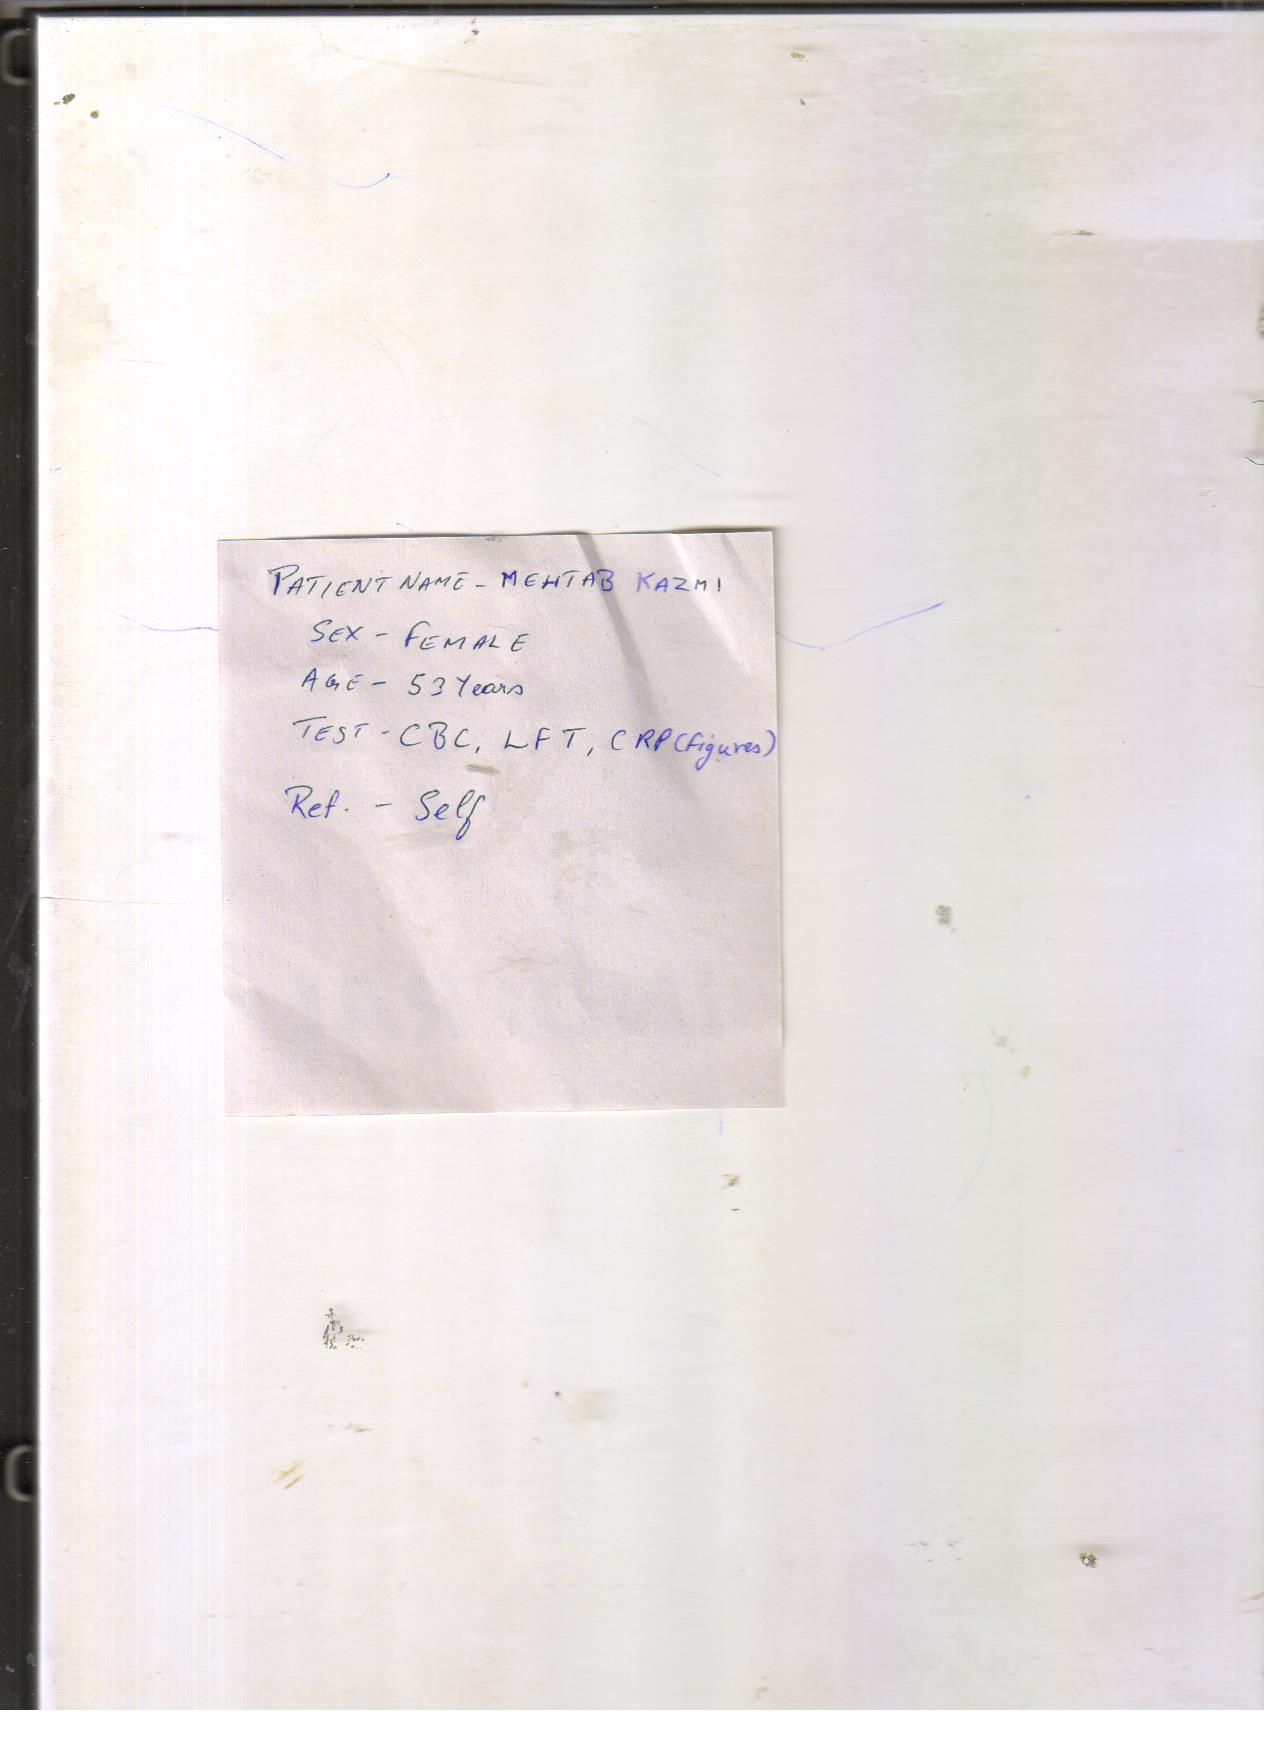 PATIENT NAME - MEHTAB KAZMI
SEX - FEMALE
AGE - 53 Years
TEST - CBC, LFT, CRP (figures)
Ref. - Self